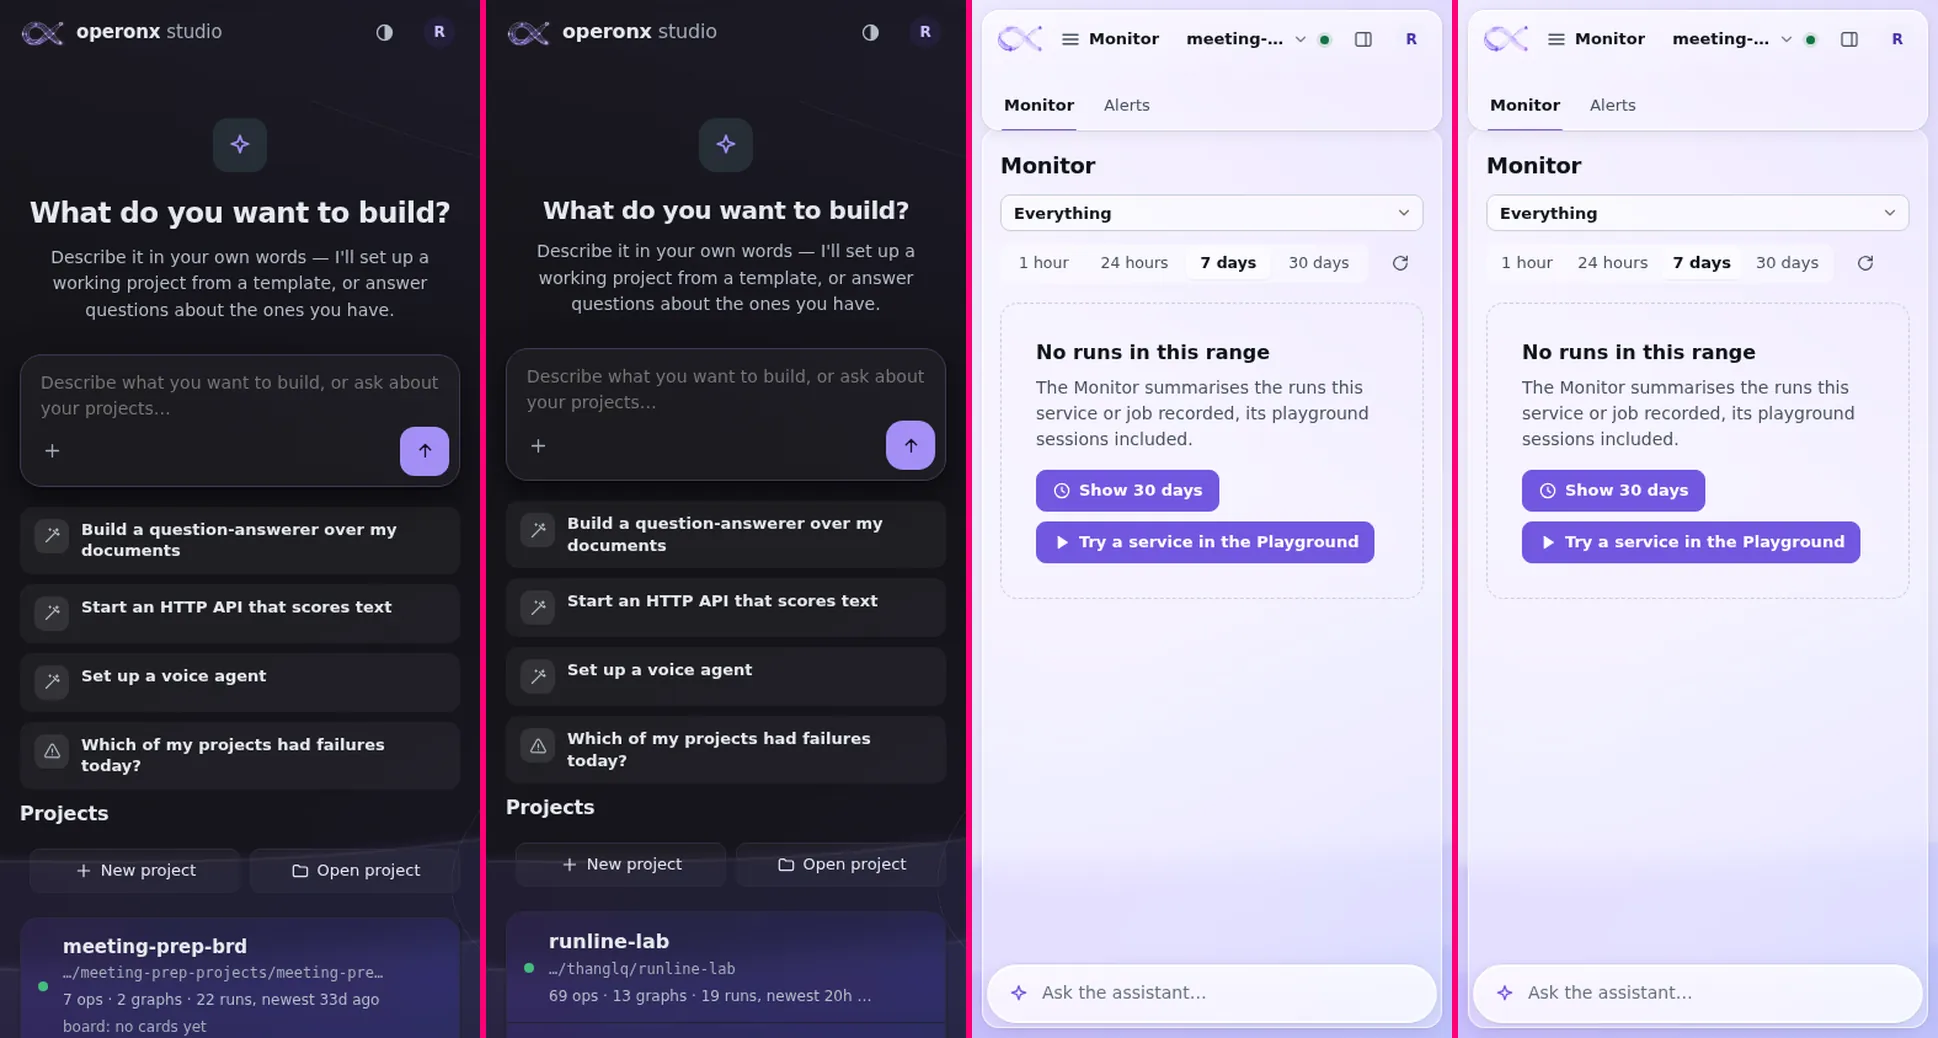 operonx studio
R
What do you want to build?
Describe it in your own words — I'll set up a
working project from a template, or answer
questions about the ones you have.
Describe what you want to build, or ask about
your projects...
Build a question-answerer over my
documents
Start an HTTP API that scores text
Set up a voice agent
Which of my projects had failures
today?
Projects
New project
Open project
meeting-prep-brd
…/meeting-prep-projects/meeting-pre…
7 ops · 2 graphs · 22 runs, newest 33d ago
board: no cards yet
operonx studio
R
What do you want to build?
Describe it in your own words — I'll set up a
working project from a template, or answer
questions about the ones you have.
Describe what you want to build, or ask about
your projects...
Build a question-answerer over my
documents
Start an HTTP API that scores text
Set up a voice agent
Which of my projects had failures
today?
Projects
New project
Open project
runline-lab
…/thanglq/runline-lab
69 ops · 13 graphs · 19 runs, newest 20h …
Monitor
meeting-...
R
Monitor
Alerts
Monitor
Everything
1 hour
24 hours
7 days
30 days
No runs in this range
The Monitor summarises the runs this
service or job recorded, its playground
sessions included.
Show 30 days
Try a service in the Playground
Ask the assistant...
Monitor
meeting-...
R
Monitor
Alerts
Monitor
Everything
1 hour
24 hours
7 days
30 days
No runs in this range
The Monitor summarises the runs this
service or job recorded, its playground
sessions included.
Show 30 days
Try a service in the Playground
Ask the assistant...